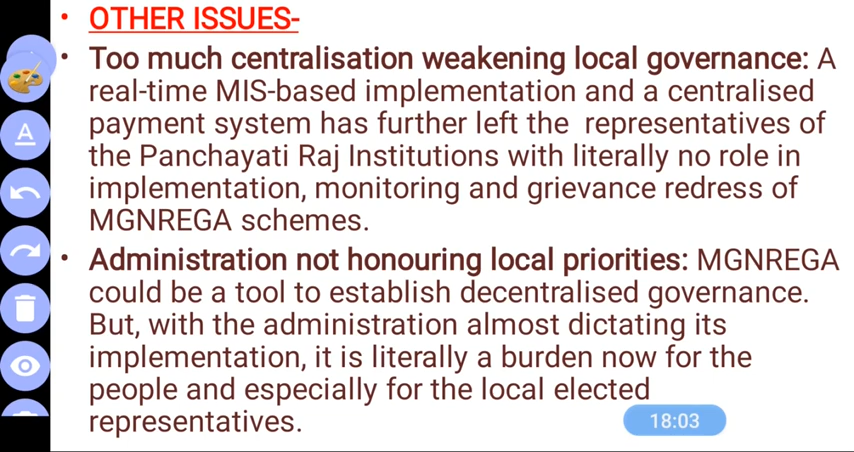 • OTHER ISSUES-
• Too much centralisation weakening local governance: A
real-time MIS-based implementation and a centralised
payment system has further left the representatives of
the Panchayati Raj Institutions with literally no role in
implementation, monitoring and grievance redress of
MGNREGA schemes.
• Administration not honouring local priorities: MGNREGA
could be a tool to establish decentralised governance.
But, with the administration almost dictating its
implementation, it is literally a burden now for the
people and especially for the local elected
representatives.
18:03
A